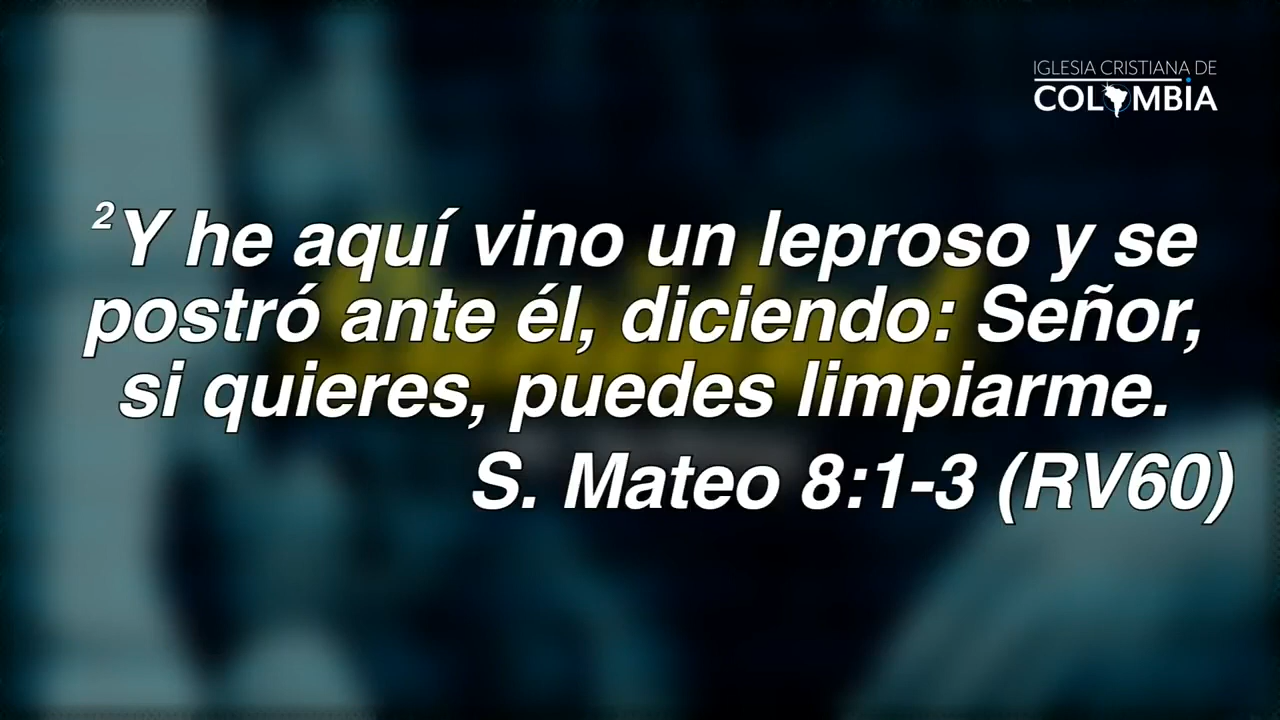 IGLESIA CRISTIANA DE
COLOMBIA
²Y he aquí vino un leproso y se
postró ante él, diciendo: Señor,
si quieres, puedes limpiarme.
S. Mateo 8:1-3 (RV60)